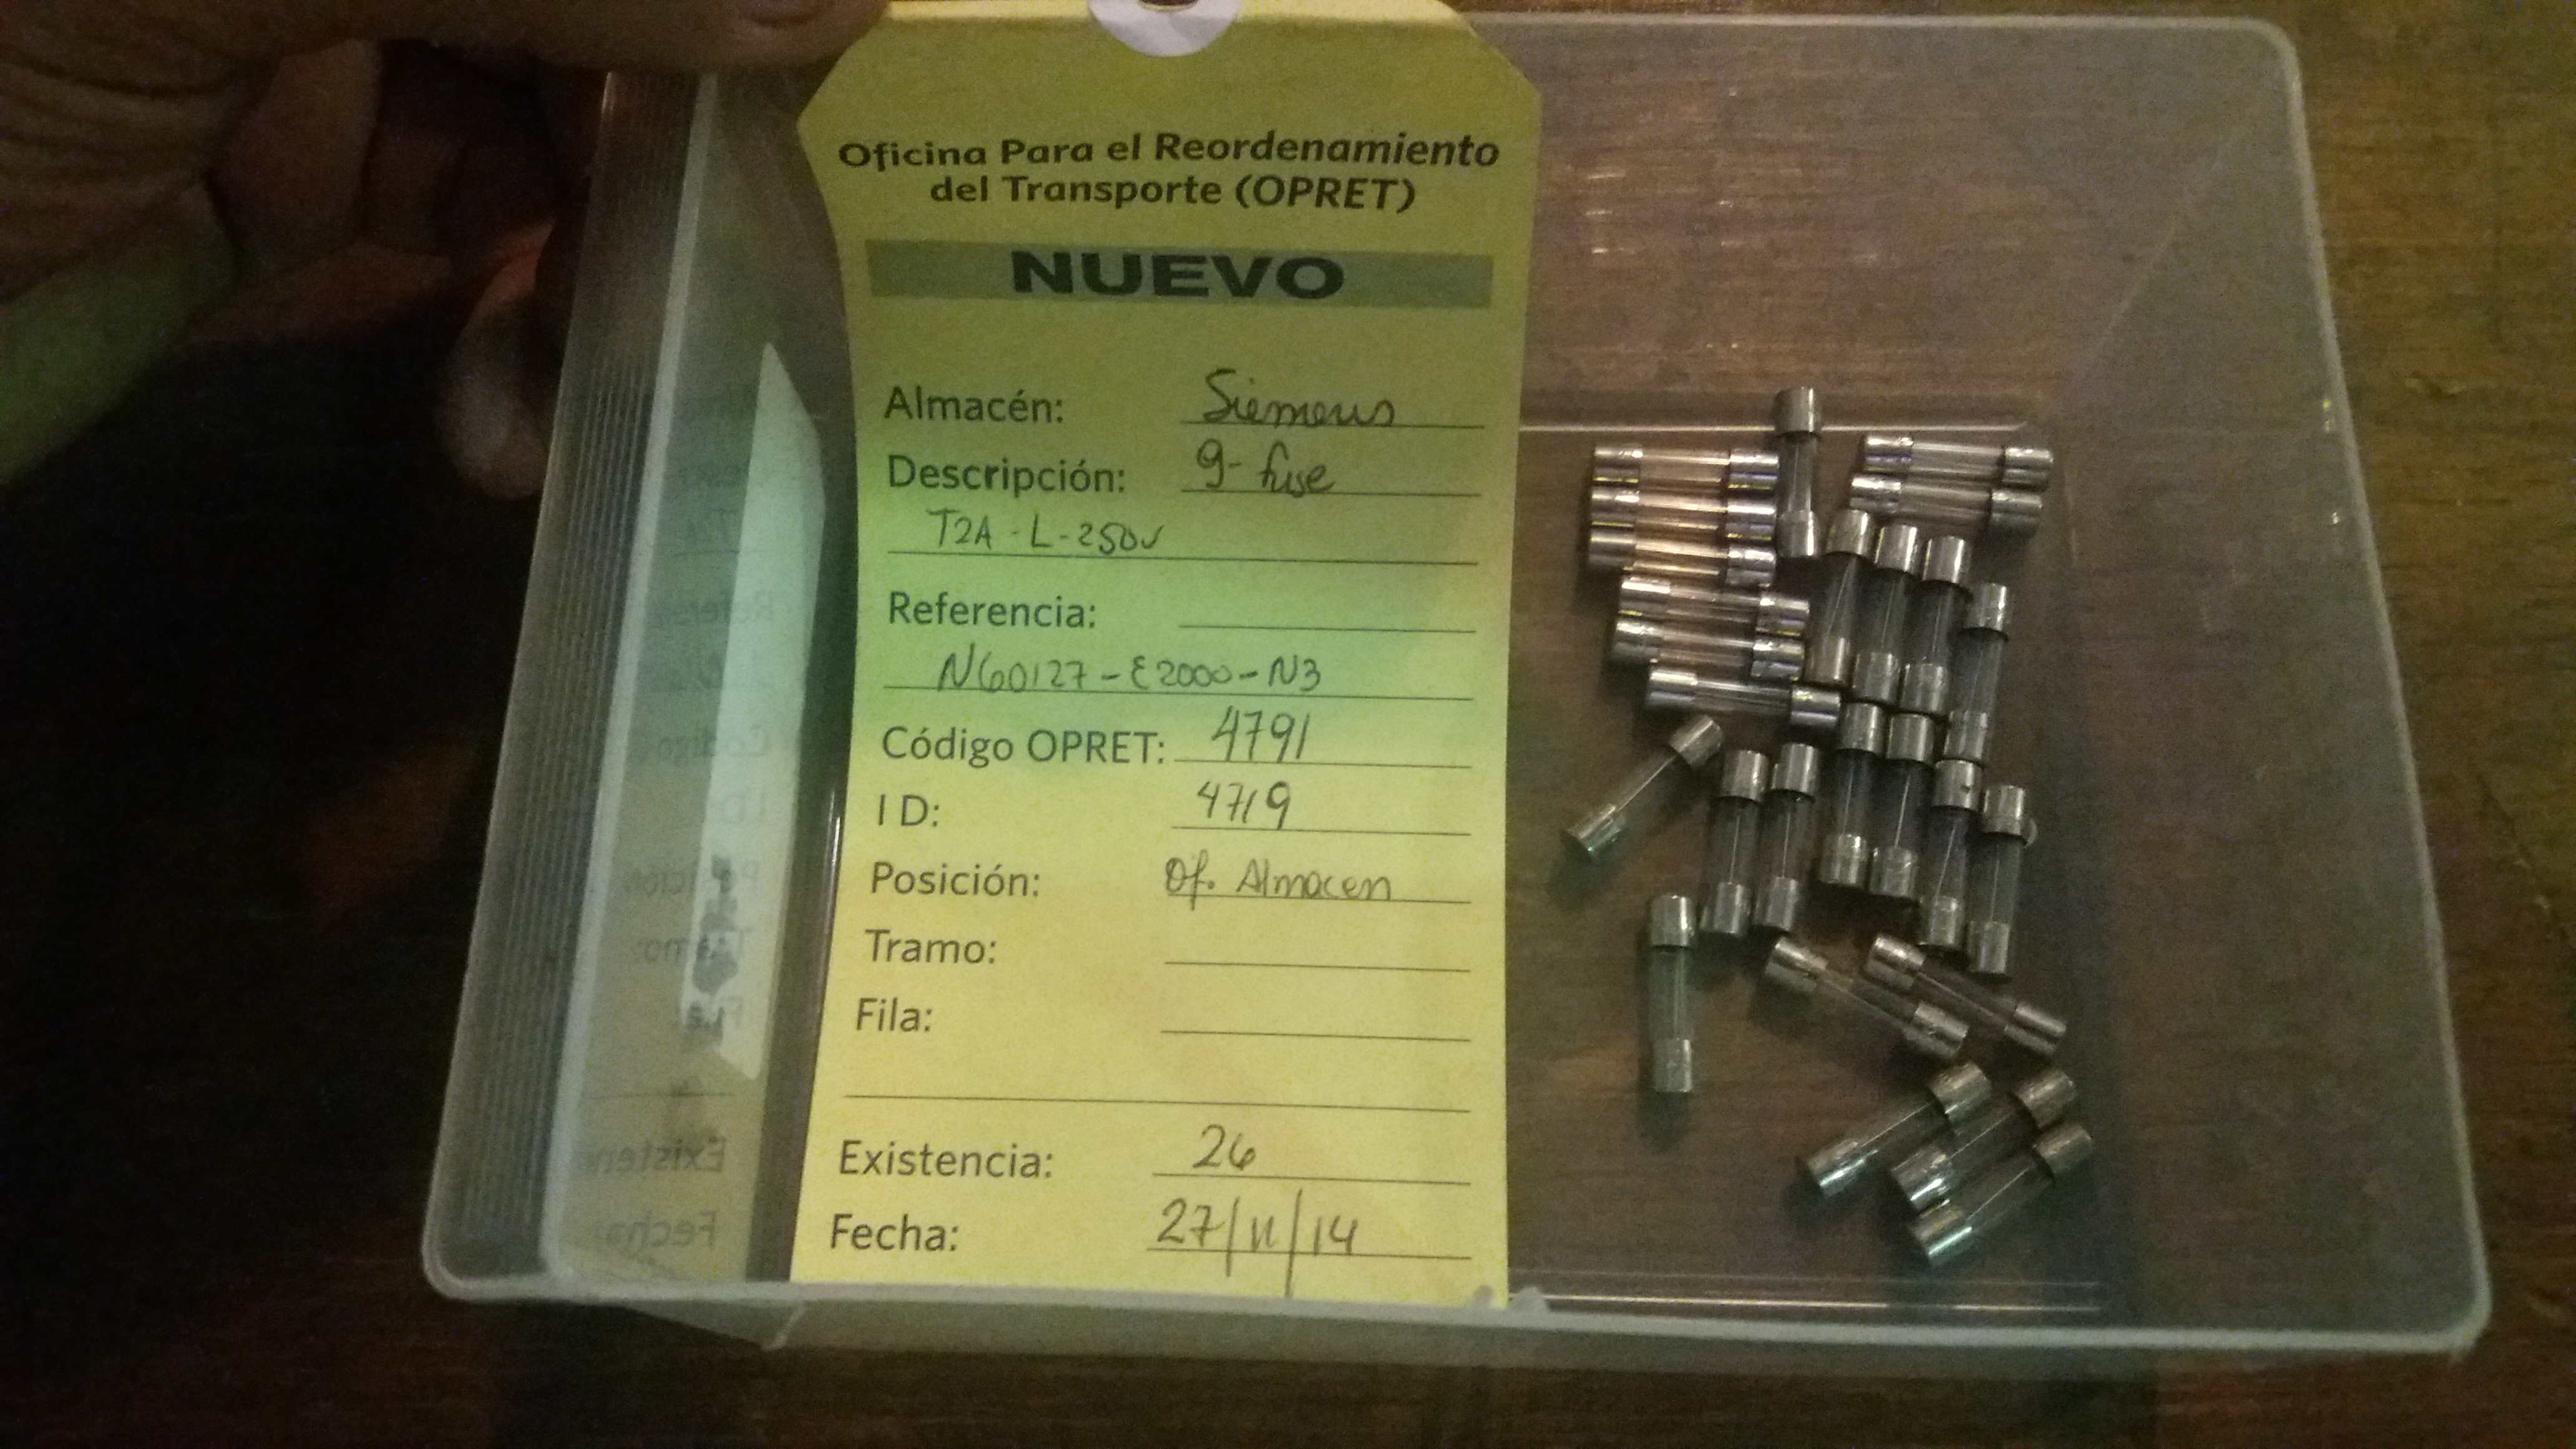 Oficina Para el Reordenamiento
del Transporte (OPRET)
NUEVO
Almacén: Siemens
Descripción: g-fuse
T2A-L-250v
Referencia:
N60127-E2000-N3
Código OPRET: 4791
ID: 4719
Posición: Of. Almacen
Tramo:
Fila:
Existencia: 26
Fecha: 27/11/14